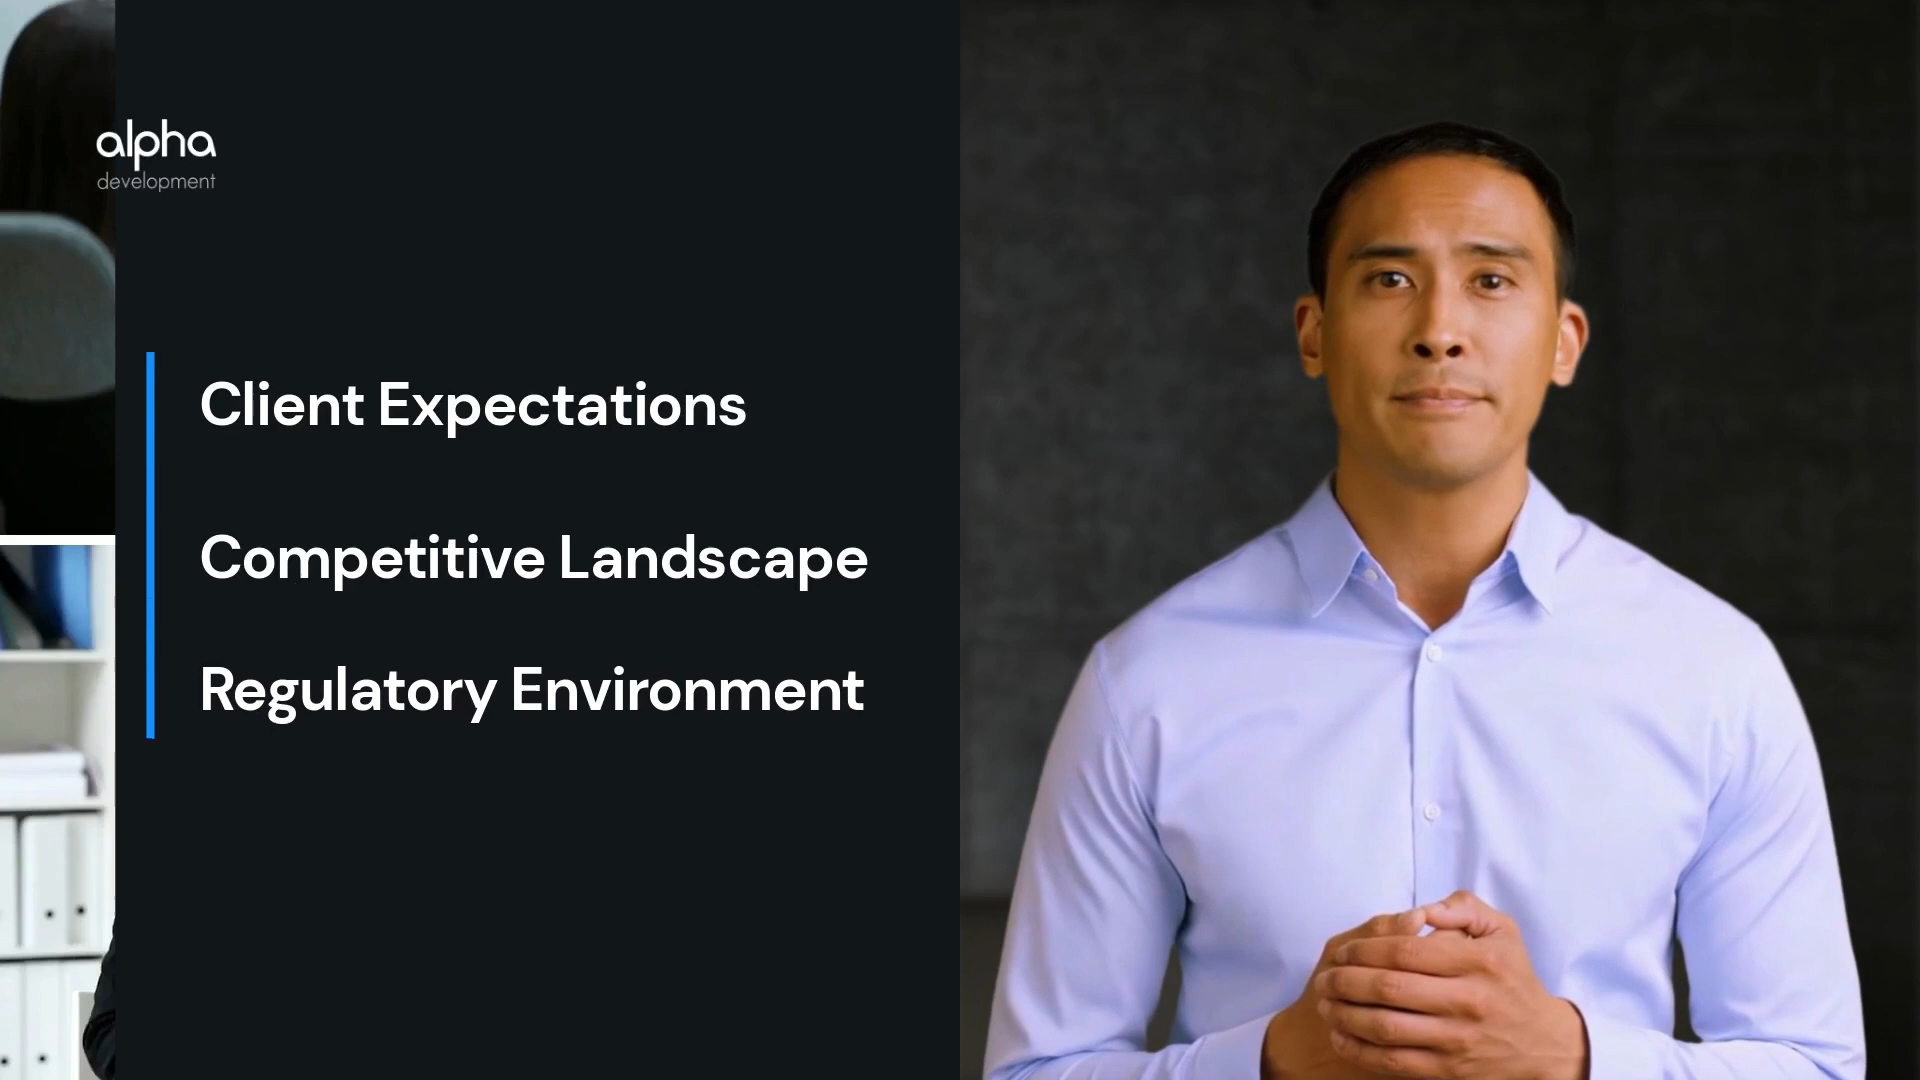 alpha
development
Client Expectations
Competitive Landscape
Regulatory Environment